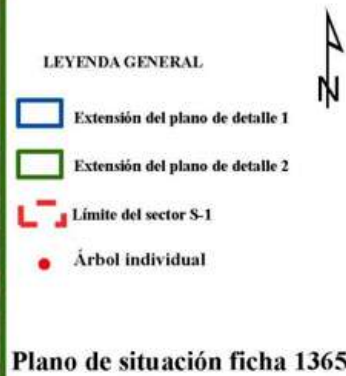 LEYENDA GENERAL
N
Extensión del plano de detalle 1
Extensión del plano de detalle 2
Límite del sector S-1
Árbol individual
Plano de situación ficha 1365